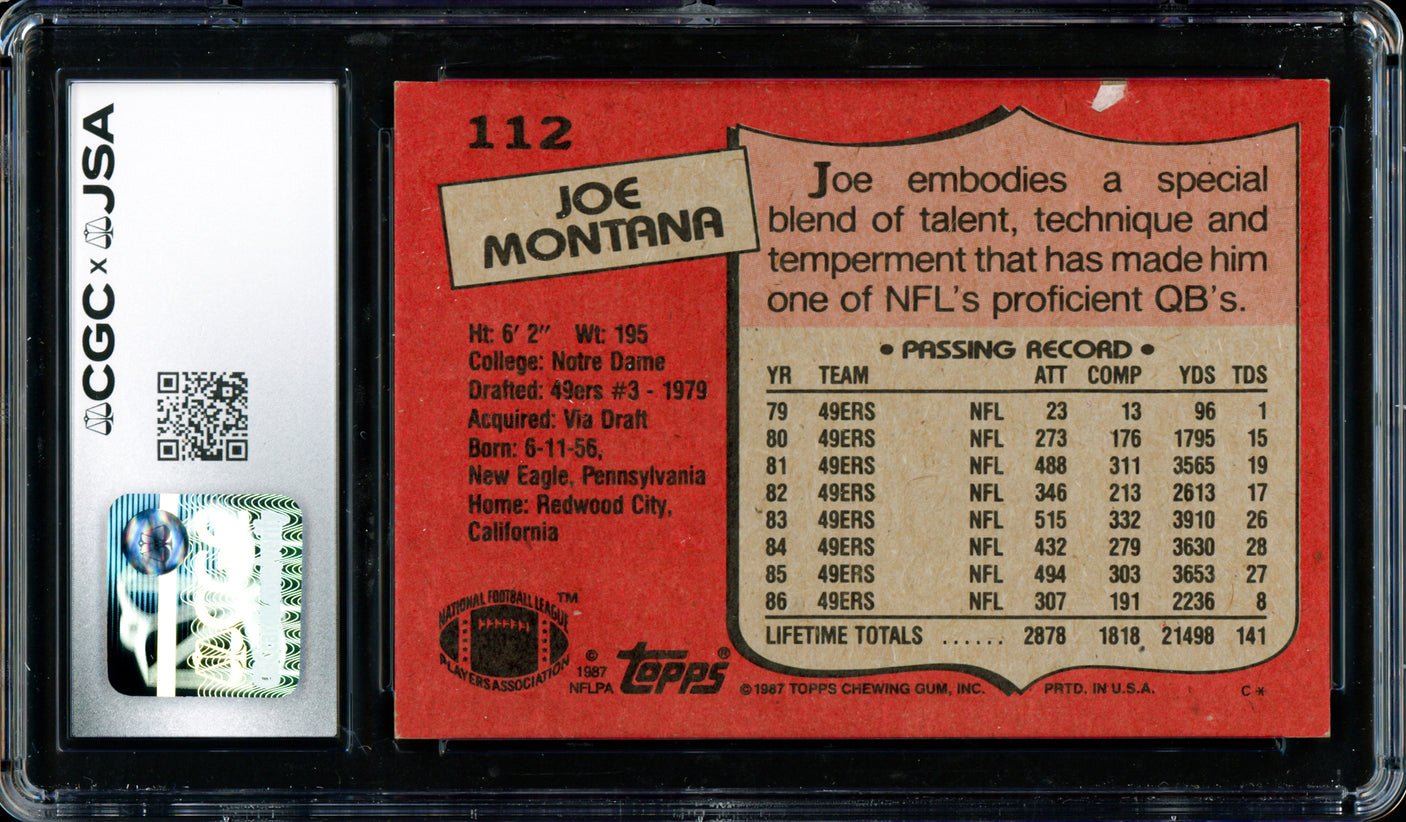 CGC x JSA
112
JOE
MONTANA
Ht: 6' 2" Wt: 195
College: Notre Dame
Drafted: 49ers #3 - 1979
Acquired: Via Draft
Born: 6-11-56,
New Eagle, Pennsylvania
Home: Redwood City,
California
NATIONAL FOOTBALL LEAGUE ™
PLAYERS ASSOCIATION
© 1987
NFLPA
topps®
Joe embodies a special
blend of talent, technique and
temperment that has made him
one of NFL's proficient QB's.
• PASSING RECORD •
YR TEAM ATT COMP YDS TDS
79 49ERS NFL 23 13 96 1
80 49ERS NFL 273 176 1795 15
81 49ERS NFL 488 311 3565 19
82 49ERS NFL 346 213 2613 17
83 49ERS NFL 515 332 3910 26
84 49ERS NFL 432 279 3630 28
85 49ERS NFL 494 303 3653 27
86 49ERS NFL 307 191 2236 8
LIFETIME TOTALS ...... 2878 1818 21498 141
©1987 TOPPS CHEWING GUM, INC. PRTD. IN U.S.A. C*